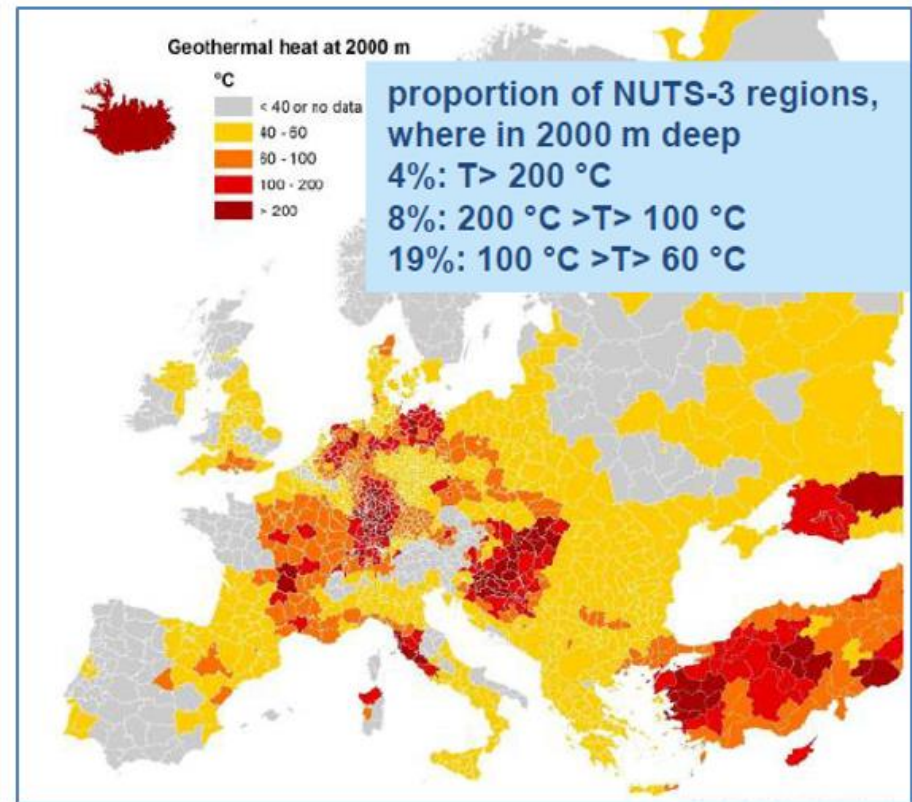 Geothermal heat at 2000 m
°C
< 40 or no data
40 - 60
60 - 100
100 - 200
> 200
proportion of NUTS-3 regions,
where in 2000 m deep
4%: T> 200 °C
8%: 200 °C >T> 100 °C
19%: 100 °C >T> 60 °C